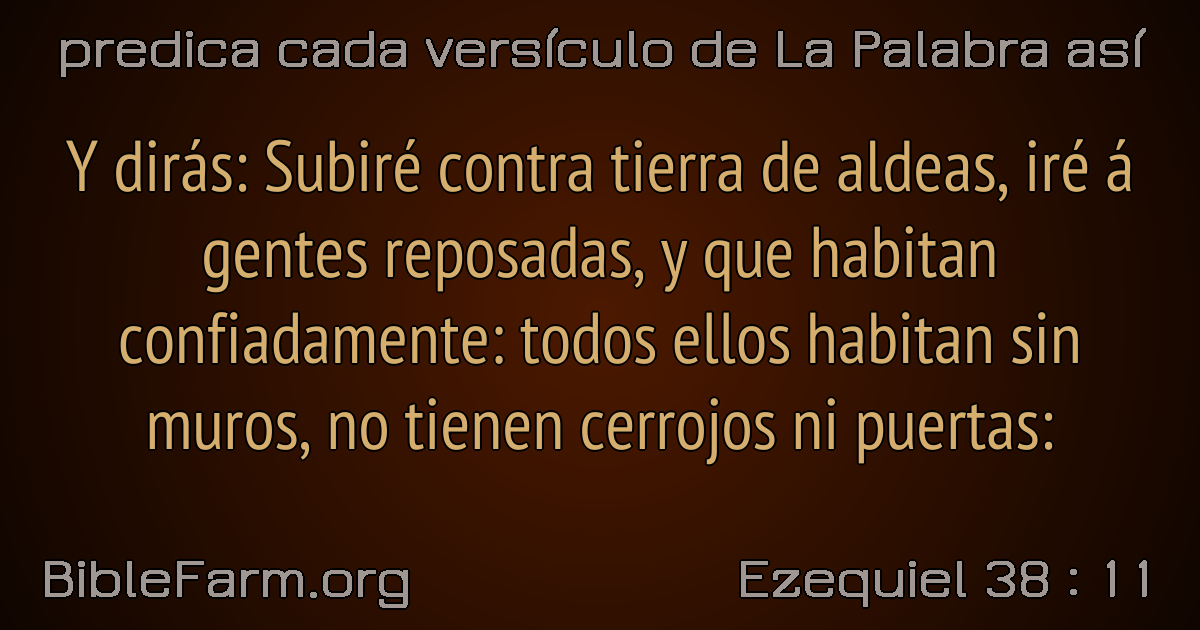 predica cada versículo de La Palabra así
Y dirás: Subiré contra tierra de aldeas, iré á
gentes reposadas, y que habitan
confiadamente: todos ellos habitan sin
muros, no tienen cerrojos ni puertas:
BibleFarm.org
Ezequiel 38 : 11